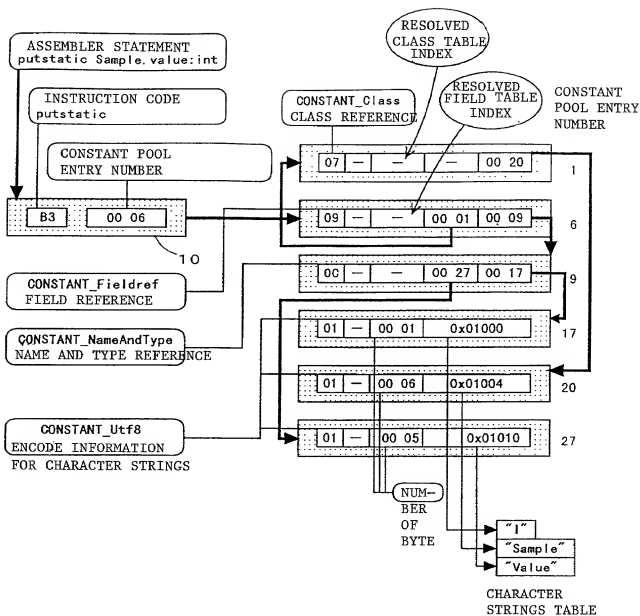 ASSEMBLER STATEMENT
putstatic Sample.value:int
INSTRUCTION CODE
putstatic
CONSTANT POOL
ENTRY NUMBER
B3
00 06
10
CONSTANT_Fieldref
FIELD REFERENCE
CONSTANT_NameAndType
NAME AND TYPE REFERENCE
CONSTANT_Utf8
ENCODE INFORMATION
FOR CHARACTER STRINGS
RESOLVED
CLASS TABLE
INDEX
RESOLVED
FIELD TABLE
INDEX
CONSTANT_Class
CLASS REFERENCE
CONSTANT
POOL ENTRY
NUMBER
07 — — — 00 20
1
09 — — 00 01 00 09
6
0C — — 00 27 00 17
9
01 — 00 01 0x01000
17
01 — 00 06 0x01004
20
01 — 00 05 0x01010
27
NUM-
BER
OF
BYTE
"I"
"Sample"
"Value"
CHARACTER
STRINGS TABLE